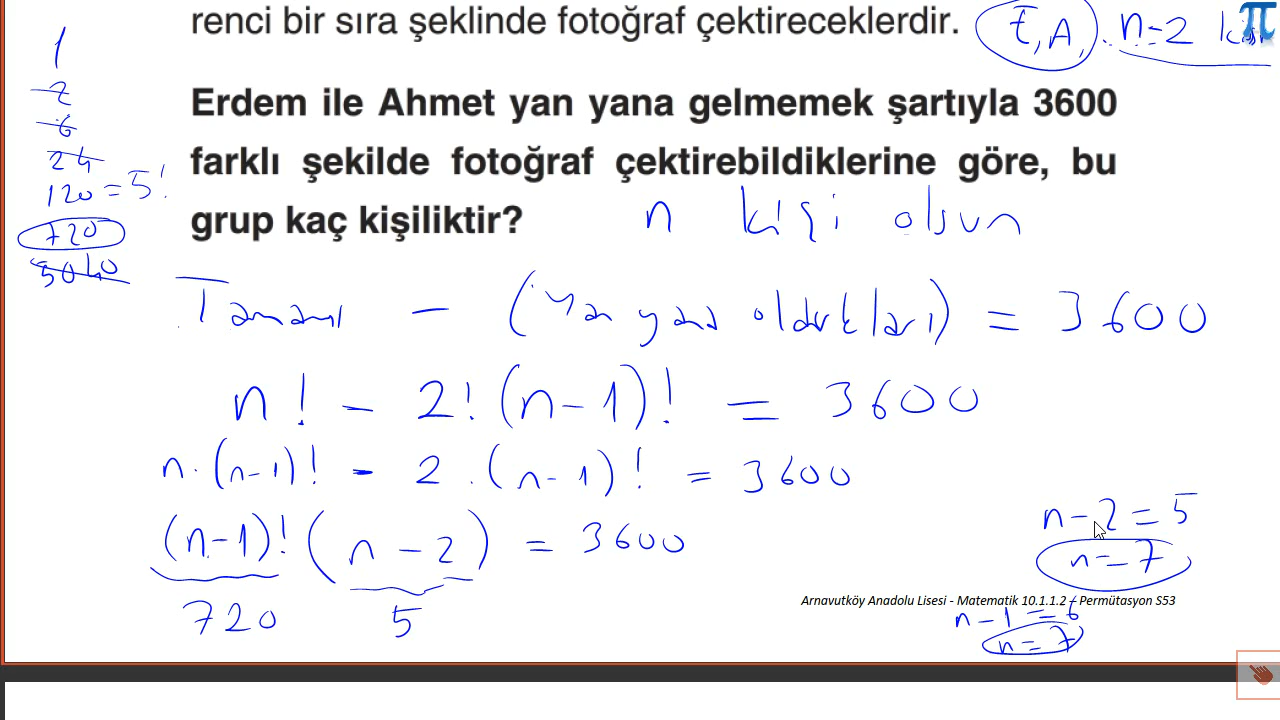 renci bir sıra şeklinde fotoğraf çektireceklerdir.
E, A, n-2
Erdem ile Ahmet yan yana gelmemek şartıyla 3600
farklı şekilde fotoğraf çektirebildiklerine göre, bu
grup kaç kişiliktir?
n kişi olsun
1
2
6
24
120 = 5!
720
5040
Tamamı - (Yan yana oldukları) = 3600
n! - 2! (n-1)! = 3600
n. (n-1)! - 2 . (n-1)! = 3600
(n-1)! (n-2) = 3600
720 5
n-2 = 5
n = 7
Arnavutköy Anadolu Lisesi - Matematik 10.1.1.2 – Permütasyon S53
n-1 = 6
n = 7
π